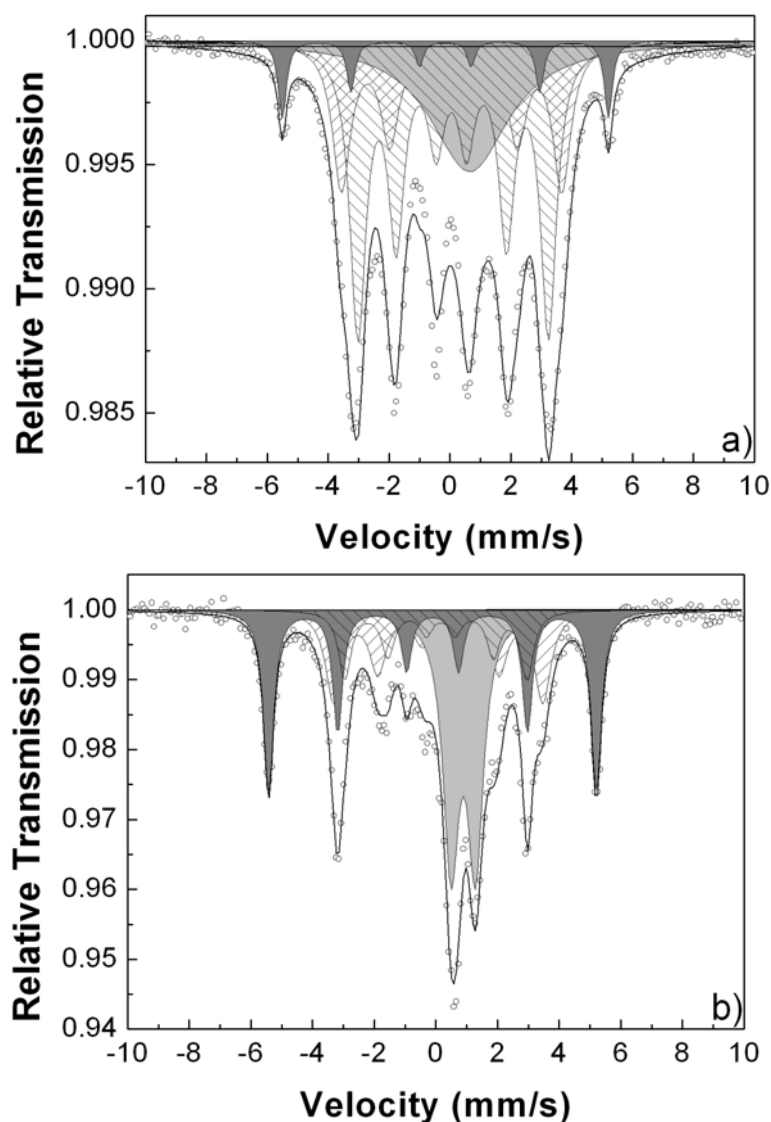 1.000
0.995
0.990
0.985
Relative Transmission
-10 -8 -6 -4 -2 0 2 4 6 8 10
a)
Velocity (mm/s)
1.00
0.99
0.98
0.97
0.96
0.95
0.94
Relative Transmission
-10 -8 -6 -4 -2 0 2 4 6 8 10
b)
Velocity (mm/s)